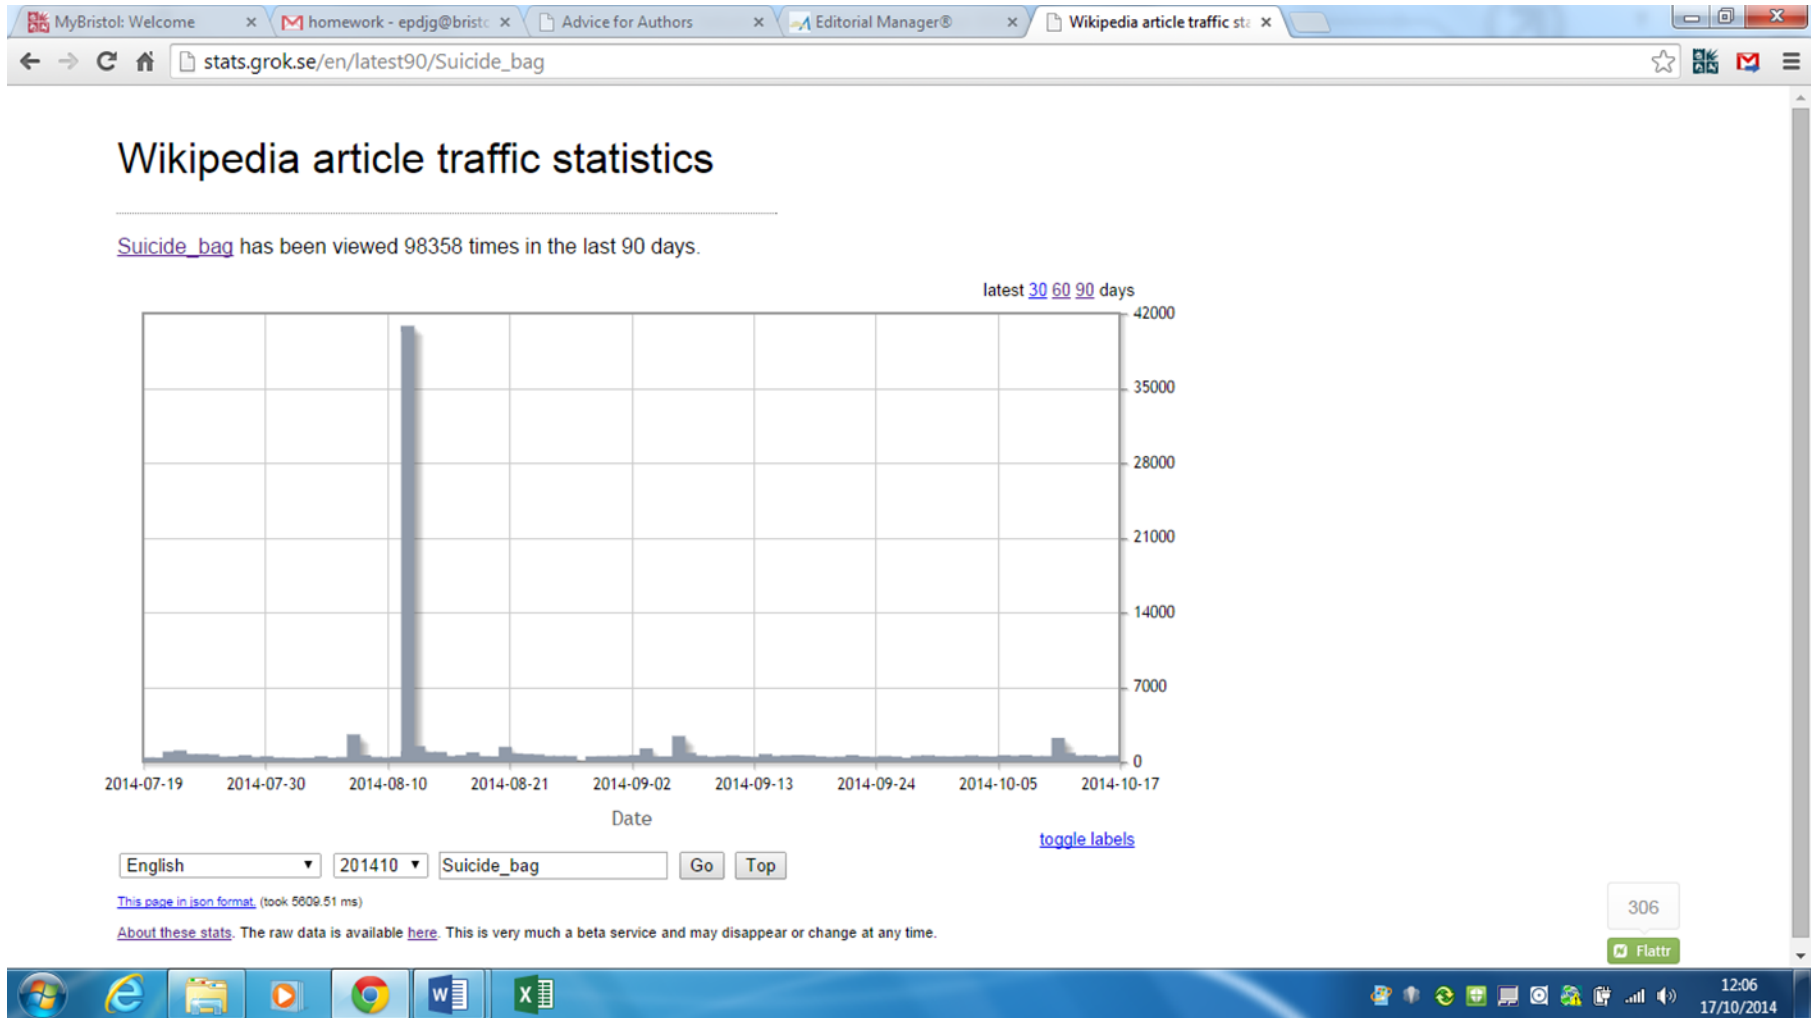 MyBristol: Welcome
homework - epdjg@bristo
Advice for Authors
Editorial Manager®
Wikipedia article traffic sta
stats.grok.se/en/latest90/Suicide_bag
Wikipedia article traffic statistics
Suicide_bag has been viewed 98358 times in the last 90 days.
latest 30 60 90 days
42000
35000
28000
21000
14000
7000
0
2014-07-19 2014-07-30 2014-08-10 2014-08-21 2014-09-02 2014-09-13 2014-09-24 2014-10-05 2014-10-17
Date
toggle labels
English 201410 Suicide_bag Go Top
This page in json format. (took 5609.51 ms)
About these stats. The raw data is available here. This is very much a beta service and may disappear or change at any time.
306
Flattr
12:06
17/10/2014